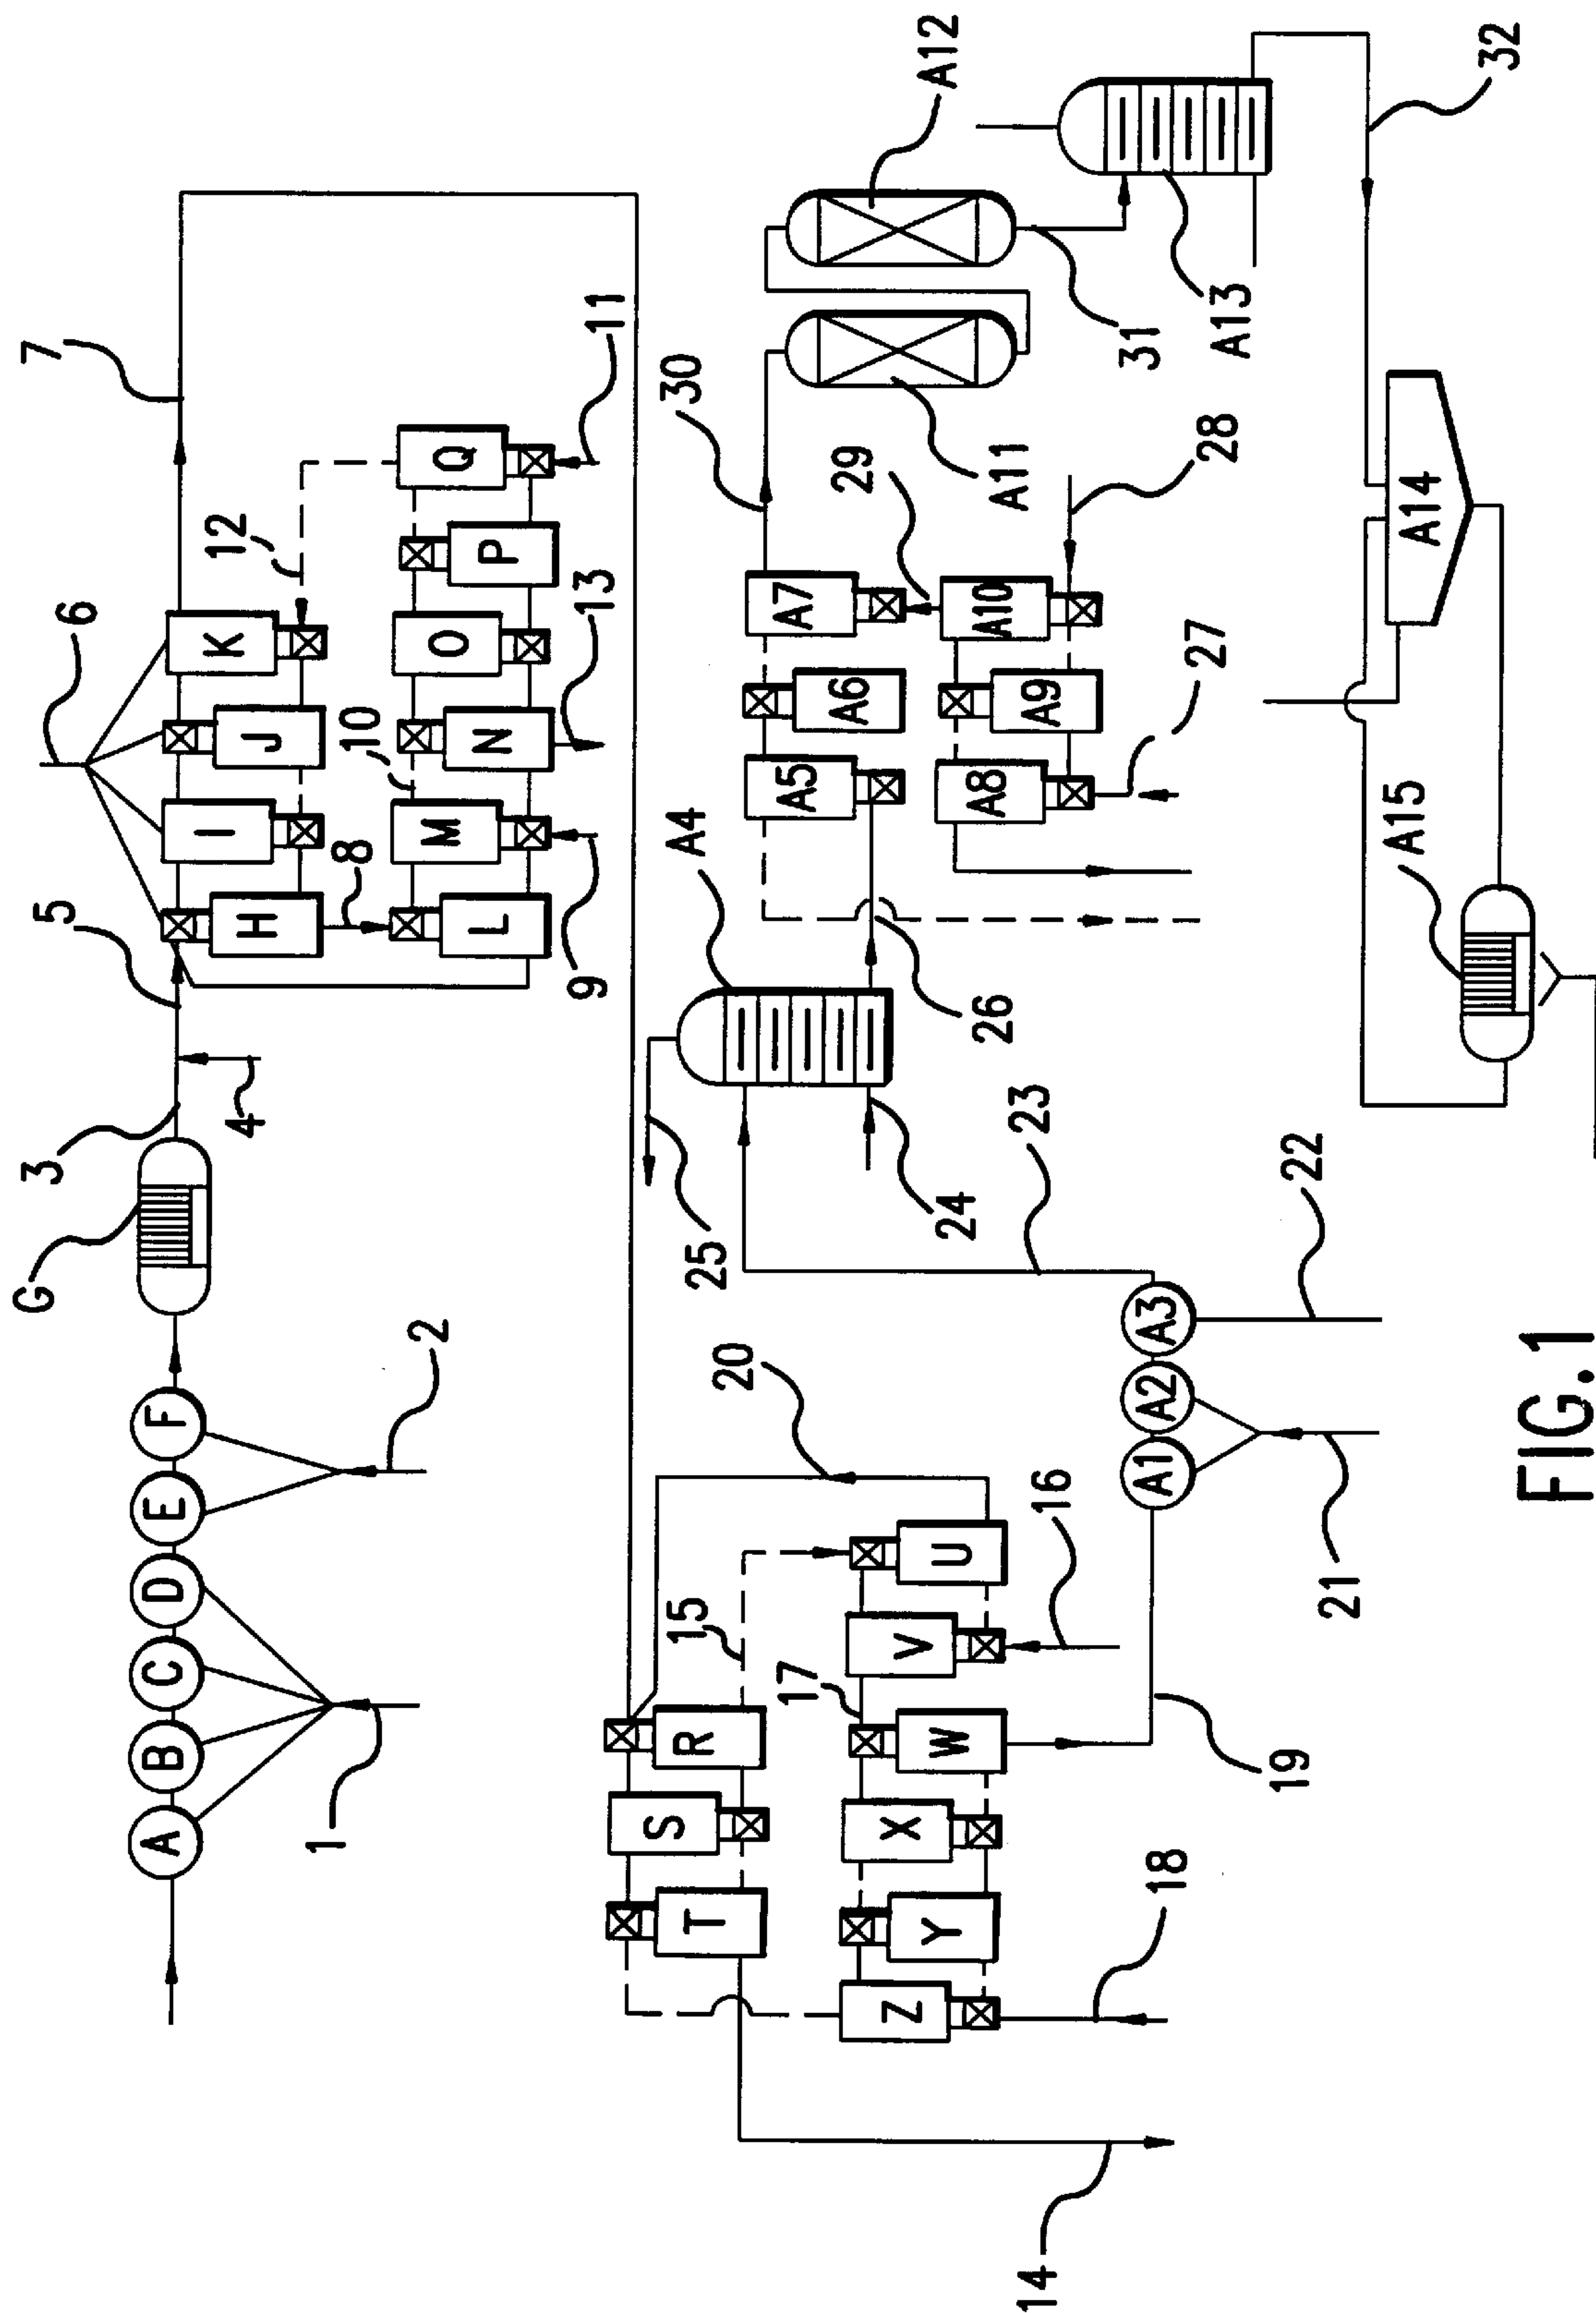 A B C D E F
1
2
G
3
4
5
6
H I J K
7
8
L M N O P Q
9
10
11
12
13
T S R
14
15
Z Y X W V U
16
17
18
19
20
A1 A2 A3
21
22
23
24
25
A4
26
A5 A6 A7
A8 A9 A10
27
28
29
30
A11
A12
31
A13
32
A14
A15
FIG.1